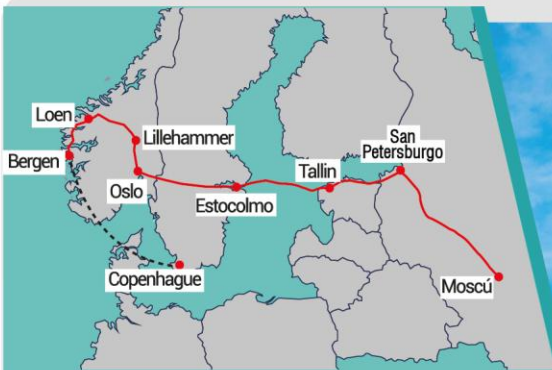 Loen
Bergen
Lillehammer
Oslo
Estocolmo
Copenhague
Tallin
San
Petersburgo
Moscú